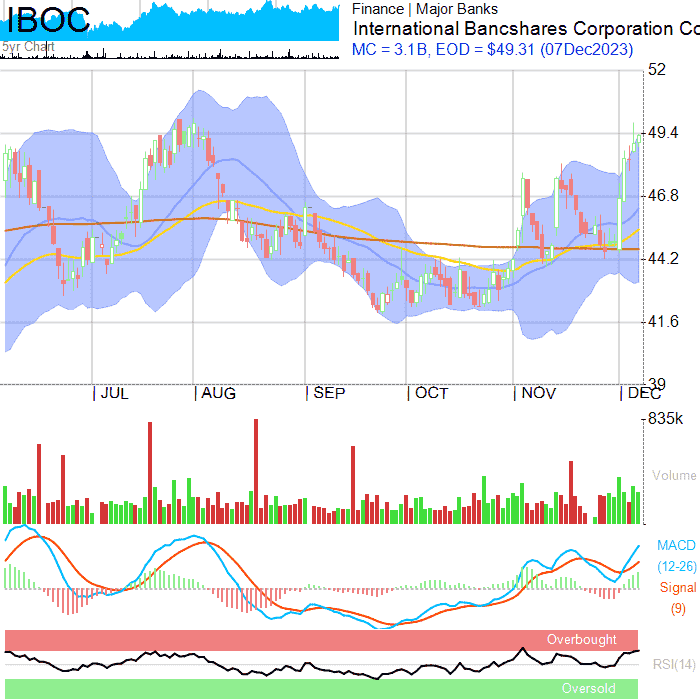 IBOC
5yr Chart
Finance | Major Banks
International Bancshares Corporation Co
MC = 3.1B, EOD = $49.31 (07Dec2023)
52
49.4
46.8
44.2
41.6
39
JUL AUG SEP OCT NOV DEC
835k
Volume
MACD
(12-26)
Signal
(9)
Overbought
RSI(14)
Oversold